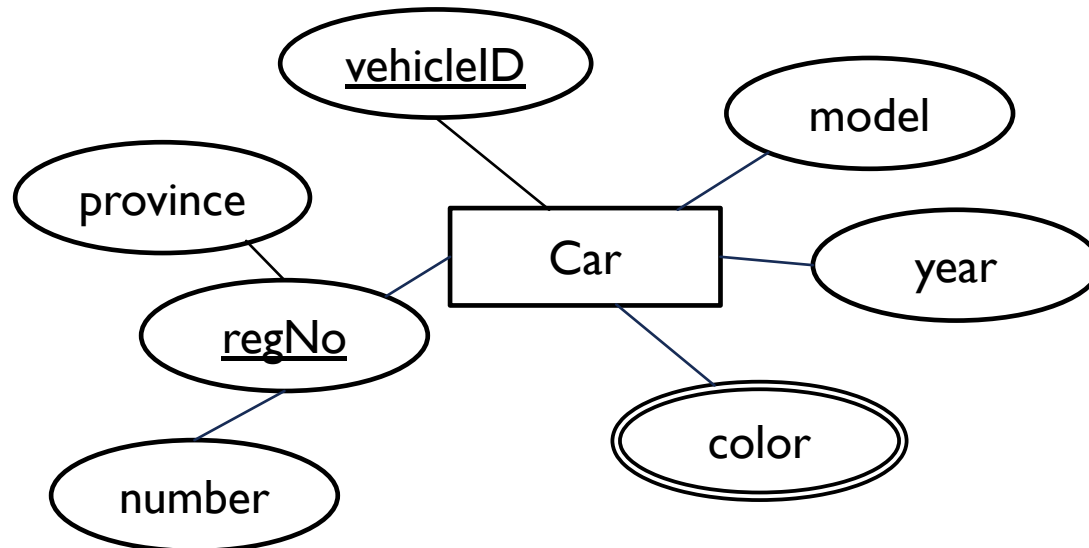 vehicleID
model
province
Car
year
regNo
color
number